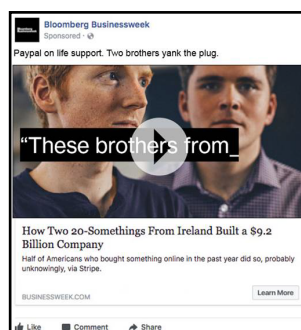 Bloomberg Businessweek
Sponsored ·
Paypal on life support. Two brothers yank the plug.
“These brothers from_
How Two 20-Somethings From Ireland Built a $9.2
Billion Company
Half of Americans who bought something online in the past year did so, probably
unknowingly, via Stripe.
BUSINESSWEEK.COM
Learn More
Like Comment Share